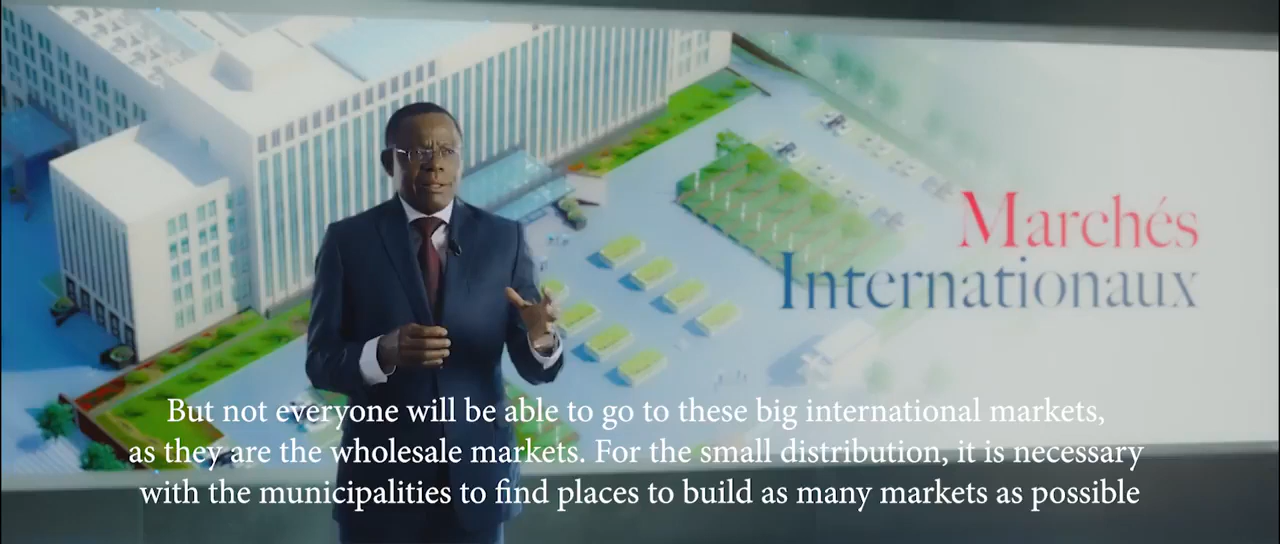 Marchés
Internationaux
But not everyone will be able to go to these big international markets,
as they are the wholesale markets. For the small distribution, it is necessary
with the municipalities to find places to build as many markets as possible